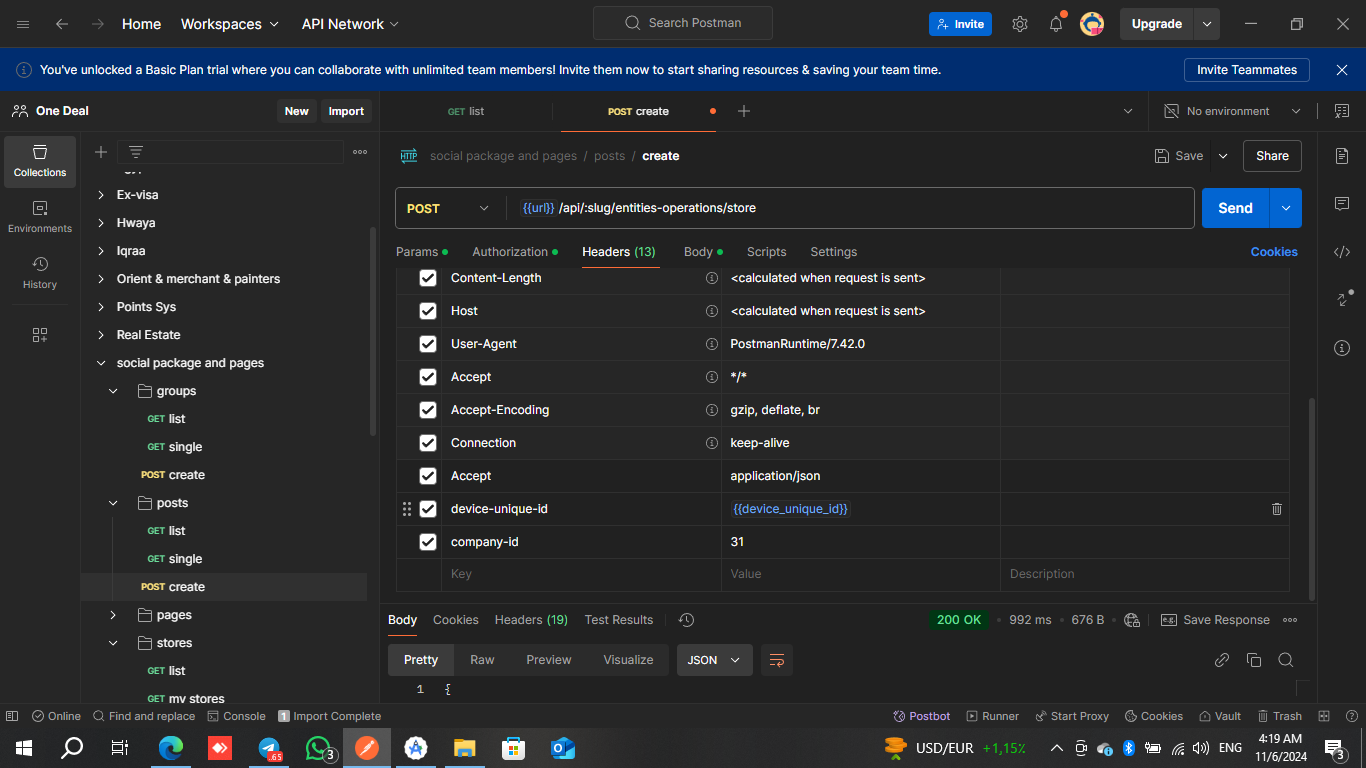 Home Workspaces API Network Search Postman Invite Upgrade
You've unlocked a Basic Plan trial where you can collaborate with unlimited team members! Invite them now to start sharing resources & saving your team time. Invite Teammates
One Deal New Import
GET list POST create No environment
Collections
Environments
History
Ex-visa
Hwaya
Iqraa
Orient & merchant & painters
Points Sys
Real Estate
social package and pages
groups
GET list
GET single
POST create
posts
GET list
GET single
POST create
pages
stores
GET list
GET my stores
HTTP social package and pages / posts / create Save Share
POST {{url}} /api/:slug/entities-operations/store Send
Params Authorization Headers (13) Body Scripts Settings Cookies
Content-Length <calculated when request is sent>
Host <calculated when request is sent>
User-Agent PostmanRuntime/7.42.0
Accept */*
Accept-Encoding gzip, deflate, br
Connection keep-alive
Accept application/json
device-unique-id {{device_unique_id}}
company-id 31
Key Value Description
Body Cookies Headers (19) Test Results 200 OK 992 ms 676 B e.g. Save Response
Pretty Raw Preview Visualize JSON
1 {
Online Find and replace Console 1 Import Complete Postbot Runner Start Proxy Cookies Vault Trash
.65 3 USD/EUR +1,15% ENG 4:19 AM
11/6/2024 3